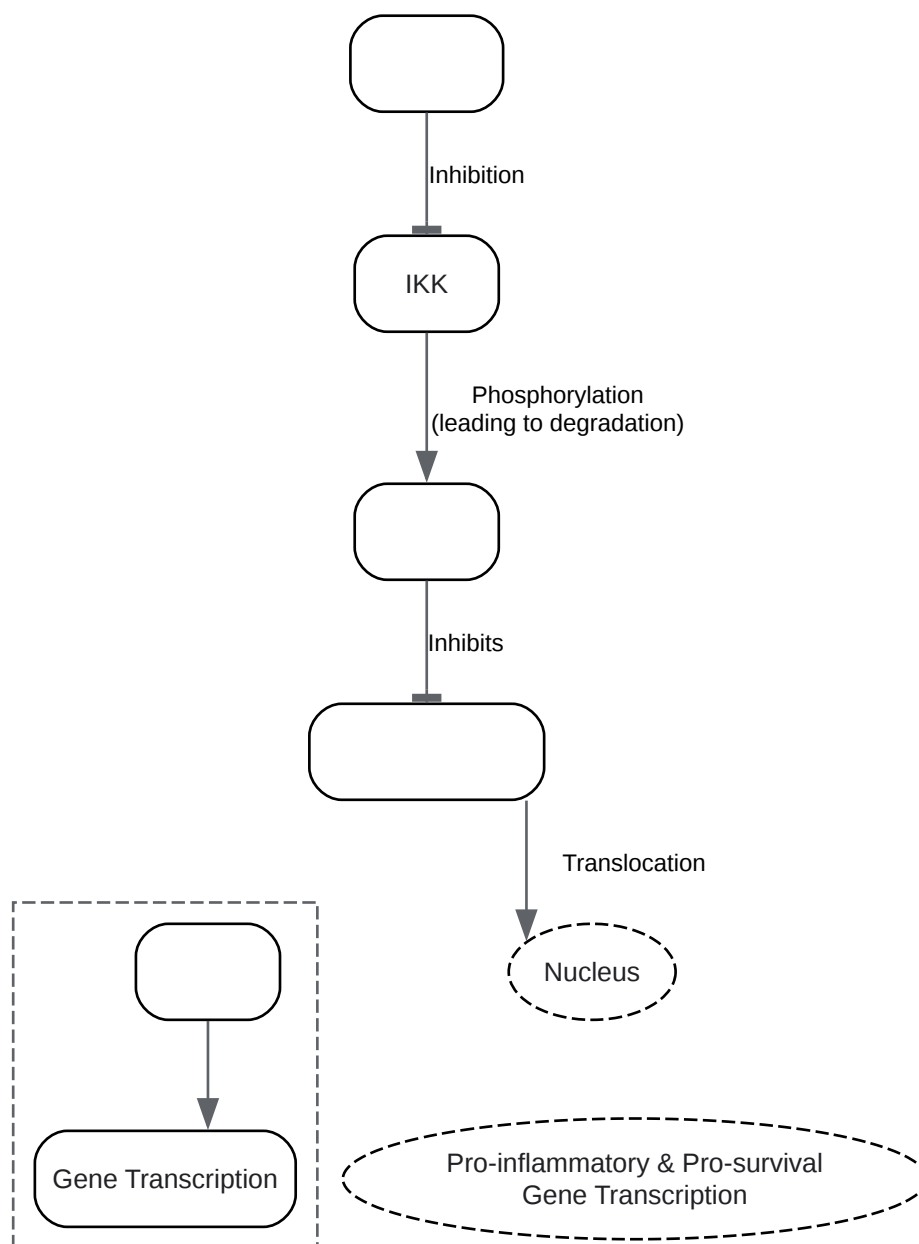 Inhibition
IKK
Phosphorylation
(leading to degradation)
Inhibits
Translocation
Nucleus
Gene Transcription
Pro-inflammatory & Pro-survival
Gene Transcription